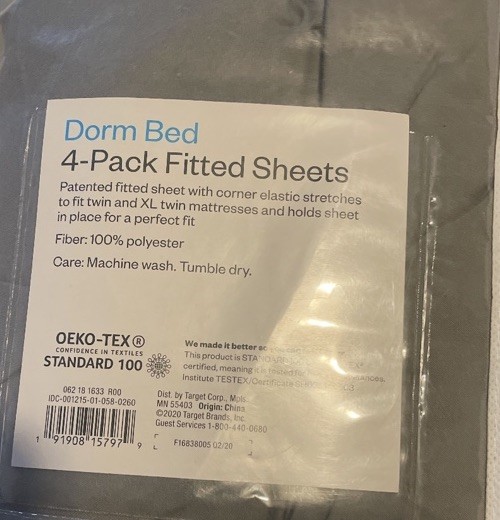 Dorm Bed
4-Pack Fitted Sheets
Patented fitted sheet with corner elastic stretches
to fit twin and XL twin mattresses and holds sheet
in place for a perfect fit
Fiber: 100% polyester
Care: Machine wash. Tumble dry.
OEKO-TEX®
CONFIDENCE IN TEXTILES
STANDARD 100
We made it better
This product is
certified, meaning
Institute TESTEX/Certificate
062 18 1633 R00
IDC-001215-01-058-0260
1 91908 15797 9
Dist. by Target Corp., Mpls.
MN 55403 Origin: China.
©2020 Target Brands, Inc.
Guest Services 1-800-440-0680
F16838005 02/20